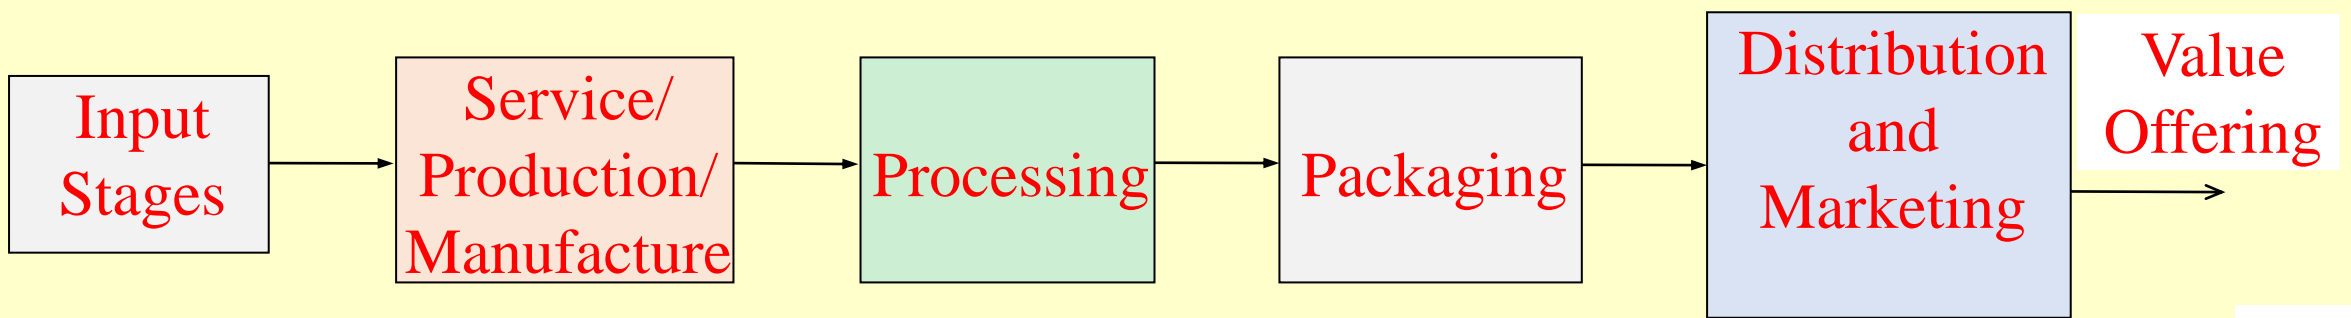 Input
Stages
Service/
Production/
Manufacture
Processing
Packaging
Distribution
and
Marketing
Value
Offering